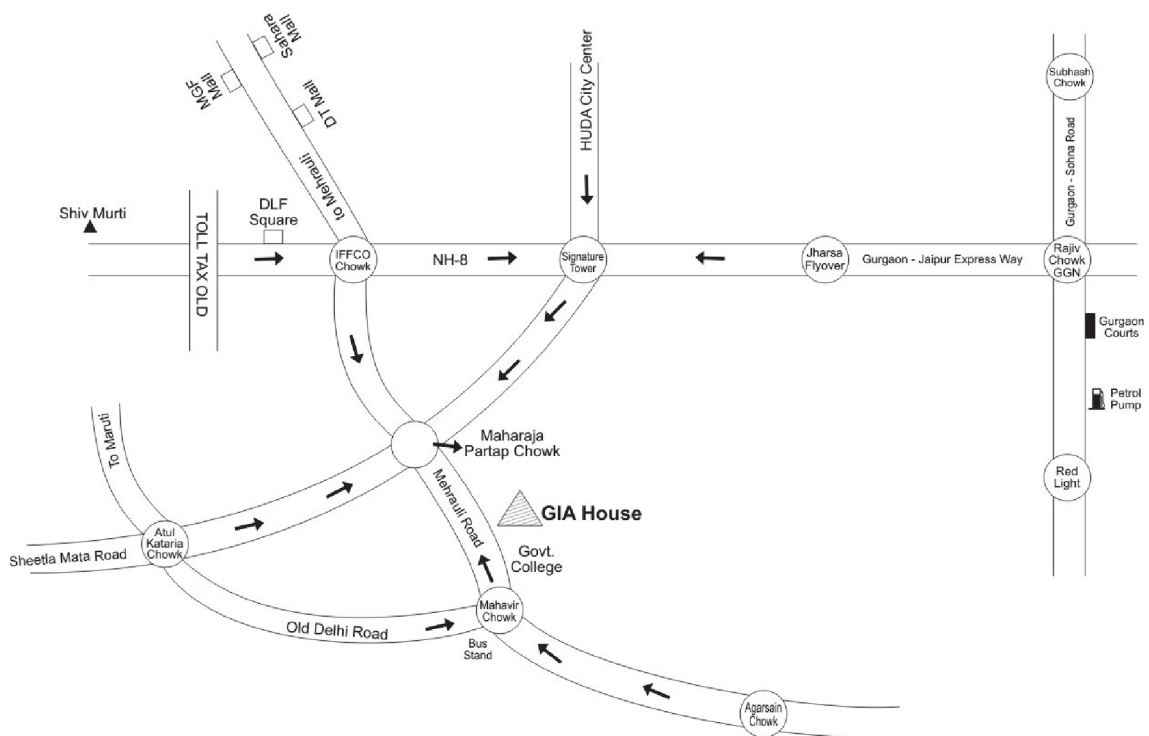 Sahara
Mall
MGF
Mall
DT Mall
to Mehrauli
HUDA City Center
Subhash
Chowk
Gurgaon - Sohna Road
Shiv Murti
TOLL TAX OLD
DLF
Square
IFFCO
Chowk
NH-8
Signature
Tower
Jharsa
Flyover
Gurgaon - Jaipur Express Way
Rajiv
Chowk
GGN
Gurgaon
Courts
Petrol
Pump
Red
Light
To Maruti
Maharaja
Partap Chowk
Mehrauli Road
GIA House
Govt.
College
Atul
Kataria
Chowk
Sheetla Mata Road
Old Delhi Road
Mahavir
Chowk
Bus
Stand
Agarsain
Chowk